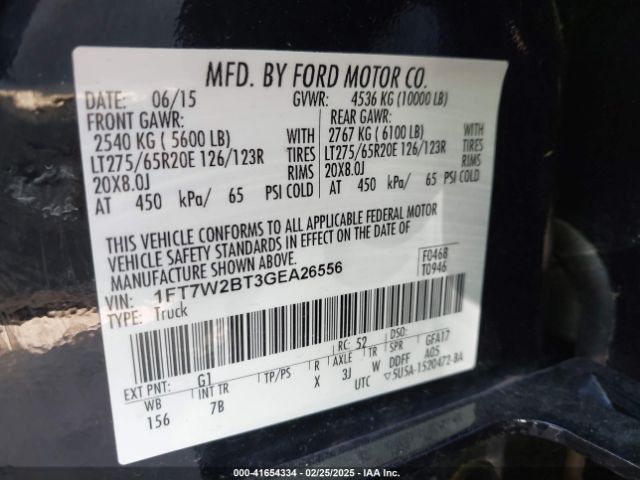 MFD. BY FORD MOTOR CO.
DATE: 06/15 GVWR: 4536 KG (10000 LB)
FRONT GAWR: REAR GAWR:
2540 KG ( 5600 LB) WITH 2767 KG ( 6100 LB) WITH
LT275/65R20E 126/123R TIRES LT275/65R20E 126/123R TIRES
20X8.0J RIMS 20X8.0J RIMS
AT 450 kPa/ 65 PSI COLD AT 450 kPa/ 65 PSI COLD
THIS VEHICLE CONFORMS TO ALL APPLICABLE FEDERAL MOTOR
VEHICLE SAFETY STANDARDS IN EFFECT ON THE DATE OF
MANUFACTURE SHOWN ABOVE. F0468
VIN: 1FT7W2BT3GEA26556 T0946
TYPE: Truck
EXT PNT: G1 RC: 52 DSO:
WB INT TR TP/PS R AXLE TR SPR GFA17
156 7B X 3J W DDFF A05
UTC ▽5USA-1520472-BA
000-41654334 | 02/25/2025 | IAA Inc.